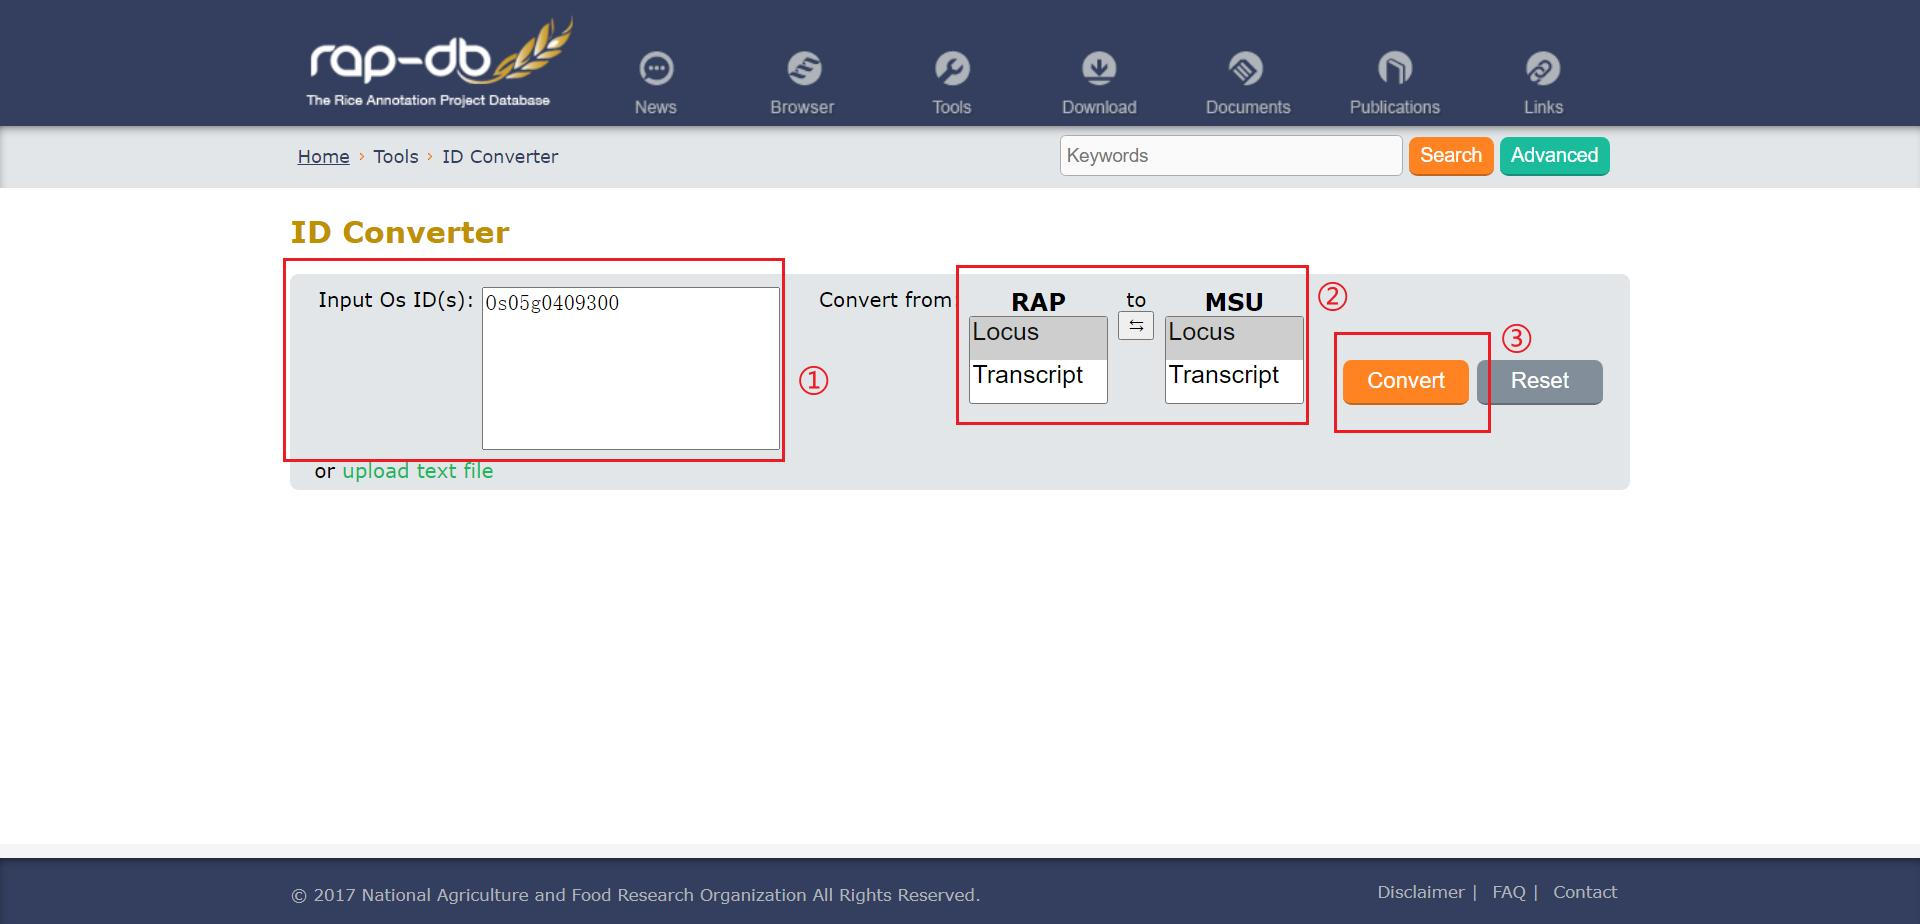 rap-db
The Rice Annotation Project Database
News
Browser
Tools
Download
Documents
Publications
Links
Home › Tools › ID Converter
Keywords
Search
Advanced
ID Converter
Input Os ID(s):
Os05g0409300
①
or upload text file
Convert from:
RAP
Locus
Transcript
to
⇆
MSU
Locus
Transcript
②
Convert
③
Reset
© 2017 National Agriculture and Food Research Organization All Rights Reserved.
Disclaimer | FAQ | Contact